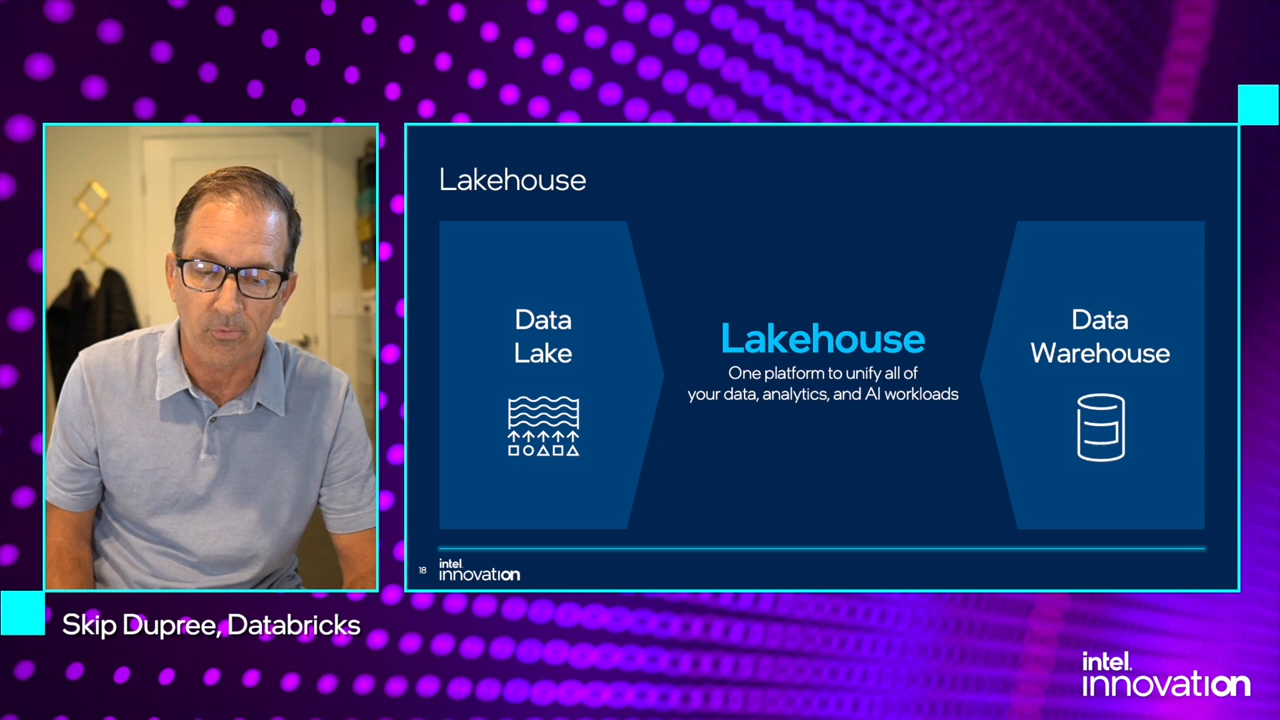 Lakehouse
Data
Lake
Lakehouse
One platform to unify all of
your data, analytics, and AI workloads
Data
Warehouse
18
intel.
innovation
Skip Dupree, Databricks
intel.
innovation